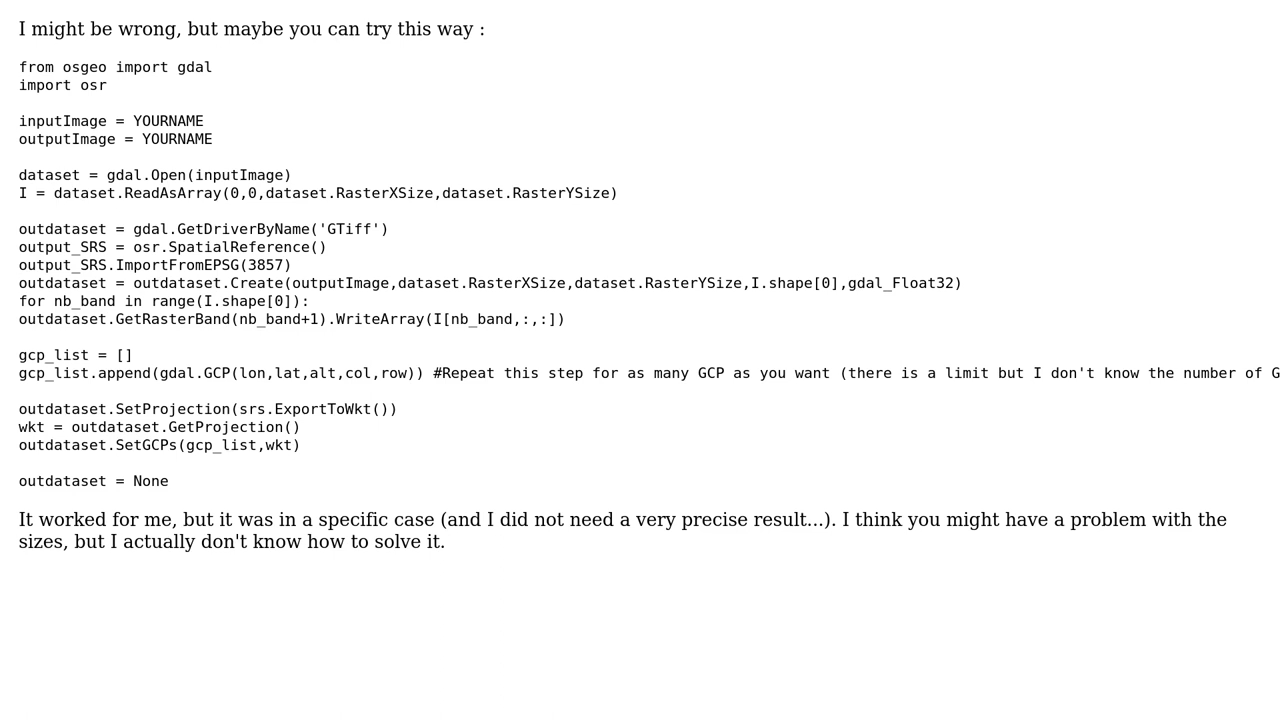 I might be wrong, but maybe you can try this way :
from osgeo import gdal
import osr
inputImage = YOURNAME
outputImage = YOURNAME
dataset = gdal.Open(inputImage)
I = dataset.ReadAsArray(0,0,dataset.RasterXSize,dataset.RasterYSize)
outdataset = gdal.GetDriverByName('GTiff')
output_SRS = osr.SpatialReference()
output_SRS.ImportFromEPSG(3857)
outdataset = outdataset.Create(outputImage,dataset.RasterXSize,dataset.RasterYSize,I.shape[0],gdal_Float32)
for nb_band in range(I.shape[0]):
outdataset.GetRasterBand(nb_band+1).WriteArray(I[nb_band,:,:])
gcp_list = []
gcp_list.append(gdal.GCP(lon,lat,alt,col,row)) #Repeat this step for as many GCP as you want (there is a limit but I don't know the number of
outdataset.SetProjection(srs.ExportToWkt())
wkt = outdataset.GetProjection()
outdataset.SetGCPs(gcp_list,wkt)
outdataset = None
It worked for me, but it was in a specific case (and I did not need a very precise result...). I think you might have a problem with the
sizes, but I actually don't know how to solve it.